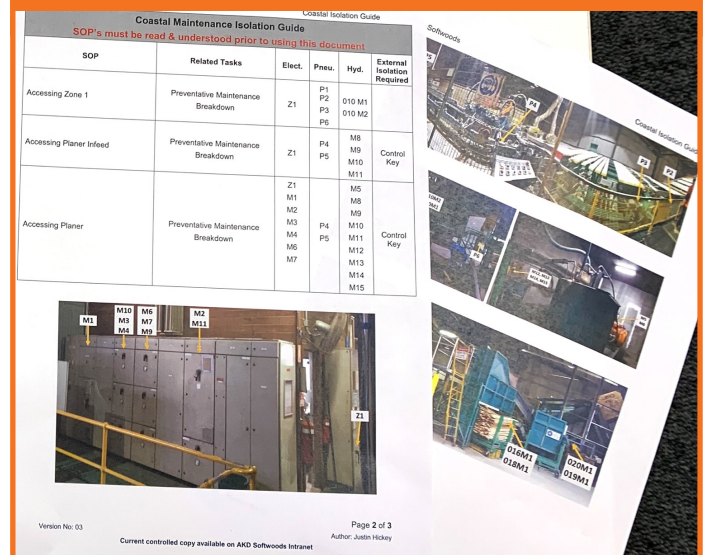 Coastal Isolation Guide
Coastal Maintenance Isolation Guide
SOP's must be read & understood prior to using this document
SOP
Related Tasks
Elect.
Pneu.
Hyd.
External
Isolation
Required
Accessing Zone 1
Preventative Maintenance
Breakdown
Z1
P1
P2
P3
P6
010 M1
010 M2
Accessing Planer Infeed
Preventative Maintenance
Breakdown
Z1
P4
P5
M8
M9
M10
M11
Control
Key
Accessing Planer
Preventative Maintenance
Breakdown
Z1
M1
M2
M3
M4
M6
M7
P4
P5
M5
M8
M9
M10
M11
M12
M13
M14
M15
Control
Key
M1
M10
M3
M4
M6
M7
M9
M2
M11
Z1
Version No: 03
Page 2 of 3
Author: Justin Hickey
Current controlled copy available on AKD Softwoods Intranet
Softwoods
Coastal Isolation
P5
P4
P3
P2
P6
016M1
018M1
020M1
019M1